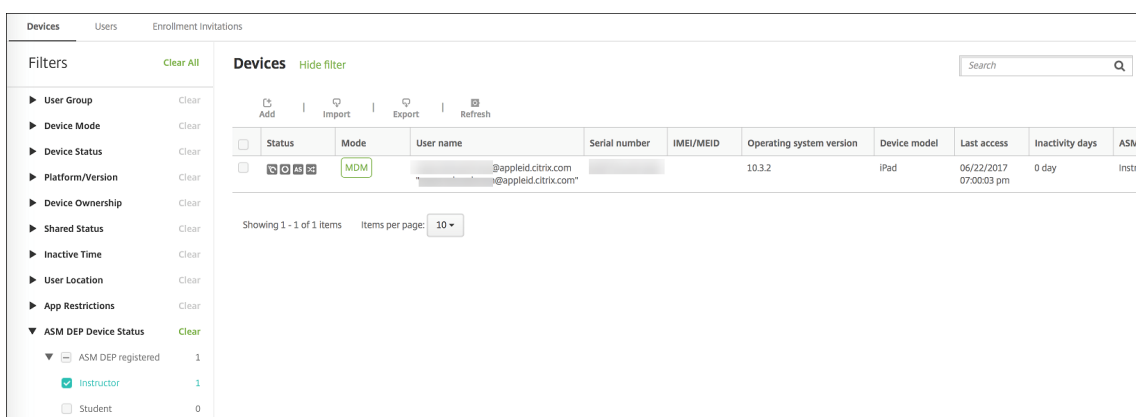 Devices Users Enrollment Invitations
Filters Clear All
User Group Clear
Device Mode Clear
Device Status Clear
Platform/Version Clear
Device Ownership Clear
Shared Status Clear
Inactive Time Clear
User Location Clear
App Restrictions Clear
ASM DEP Device Status Clear
ASM DEP registered 1
Instructor 1
Student 0
Devices Hide filter
Search
Add | Import | Export | Refresh
Status Mode User name Serial number IMEI/MEID Operating system version Device model Last access Inactivity days ASM
AS MDM @appleid.citrix.com 10.3.2 iPad 06/22/2017 0 day Instr
@appleid.citrix.com" 07:00:03 pm
Showing 1 - 1 of 1 items Items per page: 10